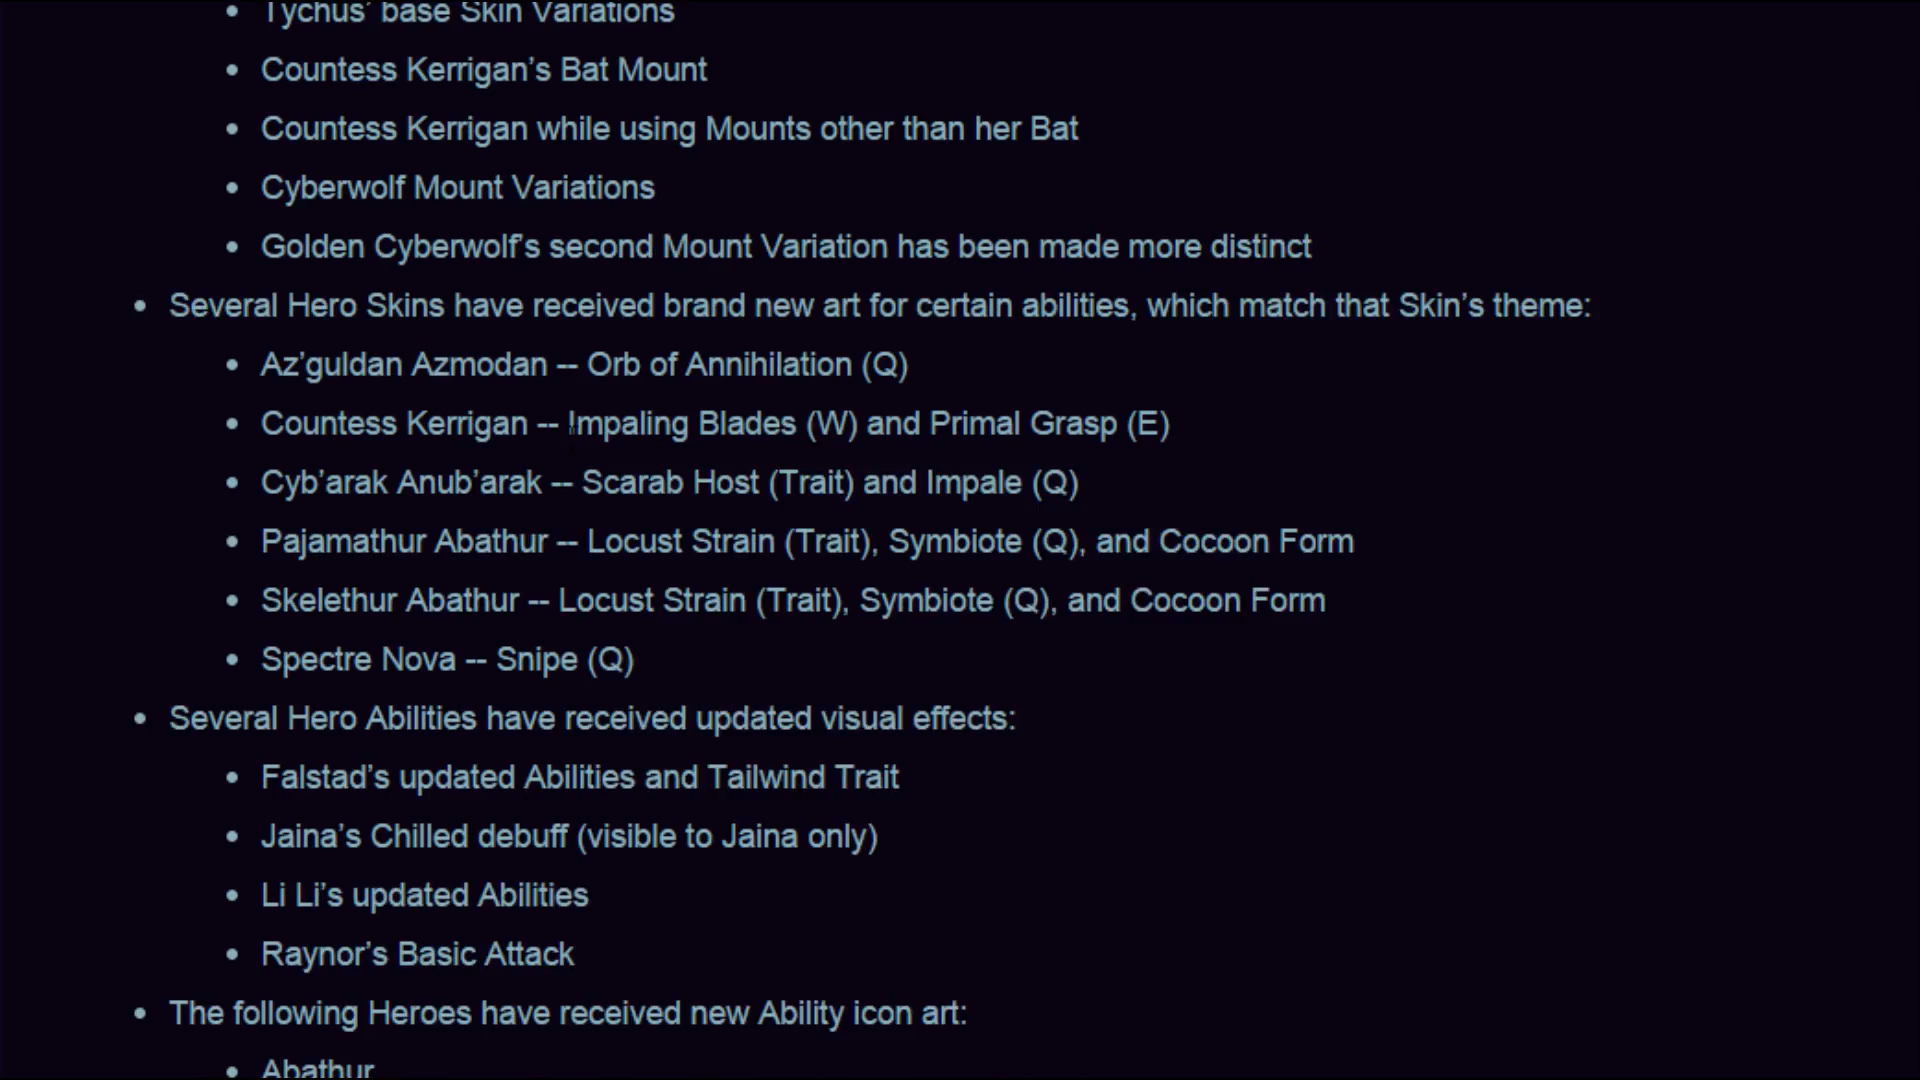 • Tychus’ base Skin Variations
• Countess Kerrigan’s Bat Mount
• Countess Kerrigan while using Mounts other than her Bat
• Cyberwolf Mount Variations
• Golden Cyberwolf’s second Mount Variation has been made more distinct
• Several Hero Skins have received brand new art for certain abilities, which match that Skin’s theme:
• Az’guldan Azmodan -- Orb of Annihilation (Q)
• Countess Kerrigan -- Impaling Blades (W) and Primal Grasp (E)
• Cyb’arak Anub’arak -- Scarab Host (Trait) and Impale (Q)
• Pajamathur Abathur -- Locust Strain (Trait), Symbiote (Q), and Cocoon Form
• Skelethur Abathur -- Locust Strain (Trait), Symbiote (Q), and Cocoon Form
• Spectre Nova -- Snipe (Q)
• Several Hero Abilities have received updated visual effects:
• Falstad’s updated Abilities and Tailwind Trait
• Jaina’s Chilled debuff (visible to Jaina only)
• Li Li’s updated Abilities
• Raynor’s Basic Attack
• The following Heroes have received new Ability icon art:
• Abathur